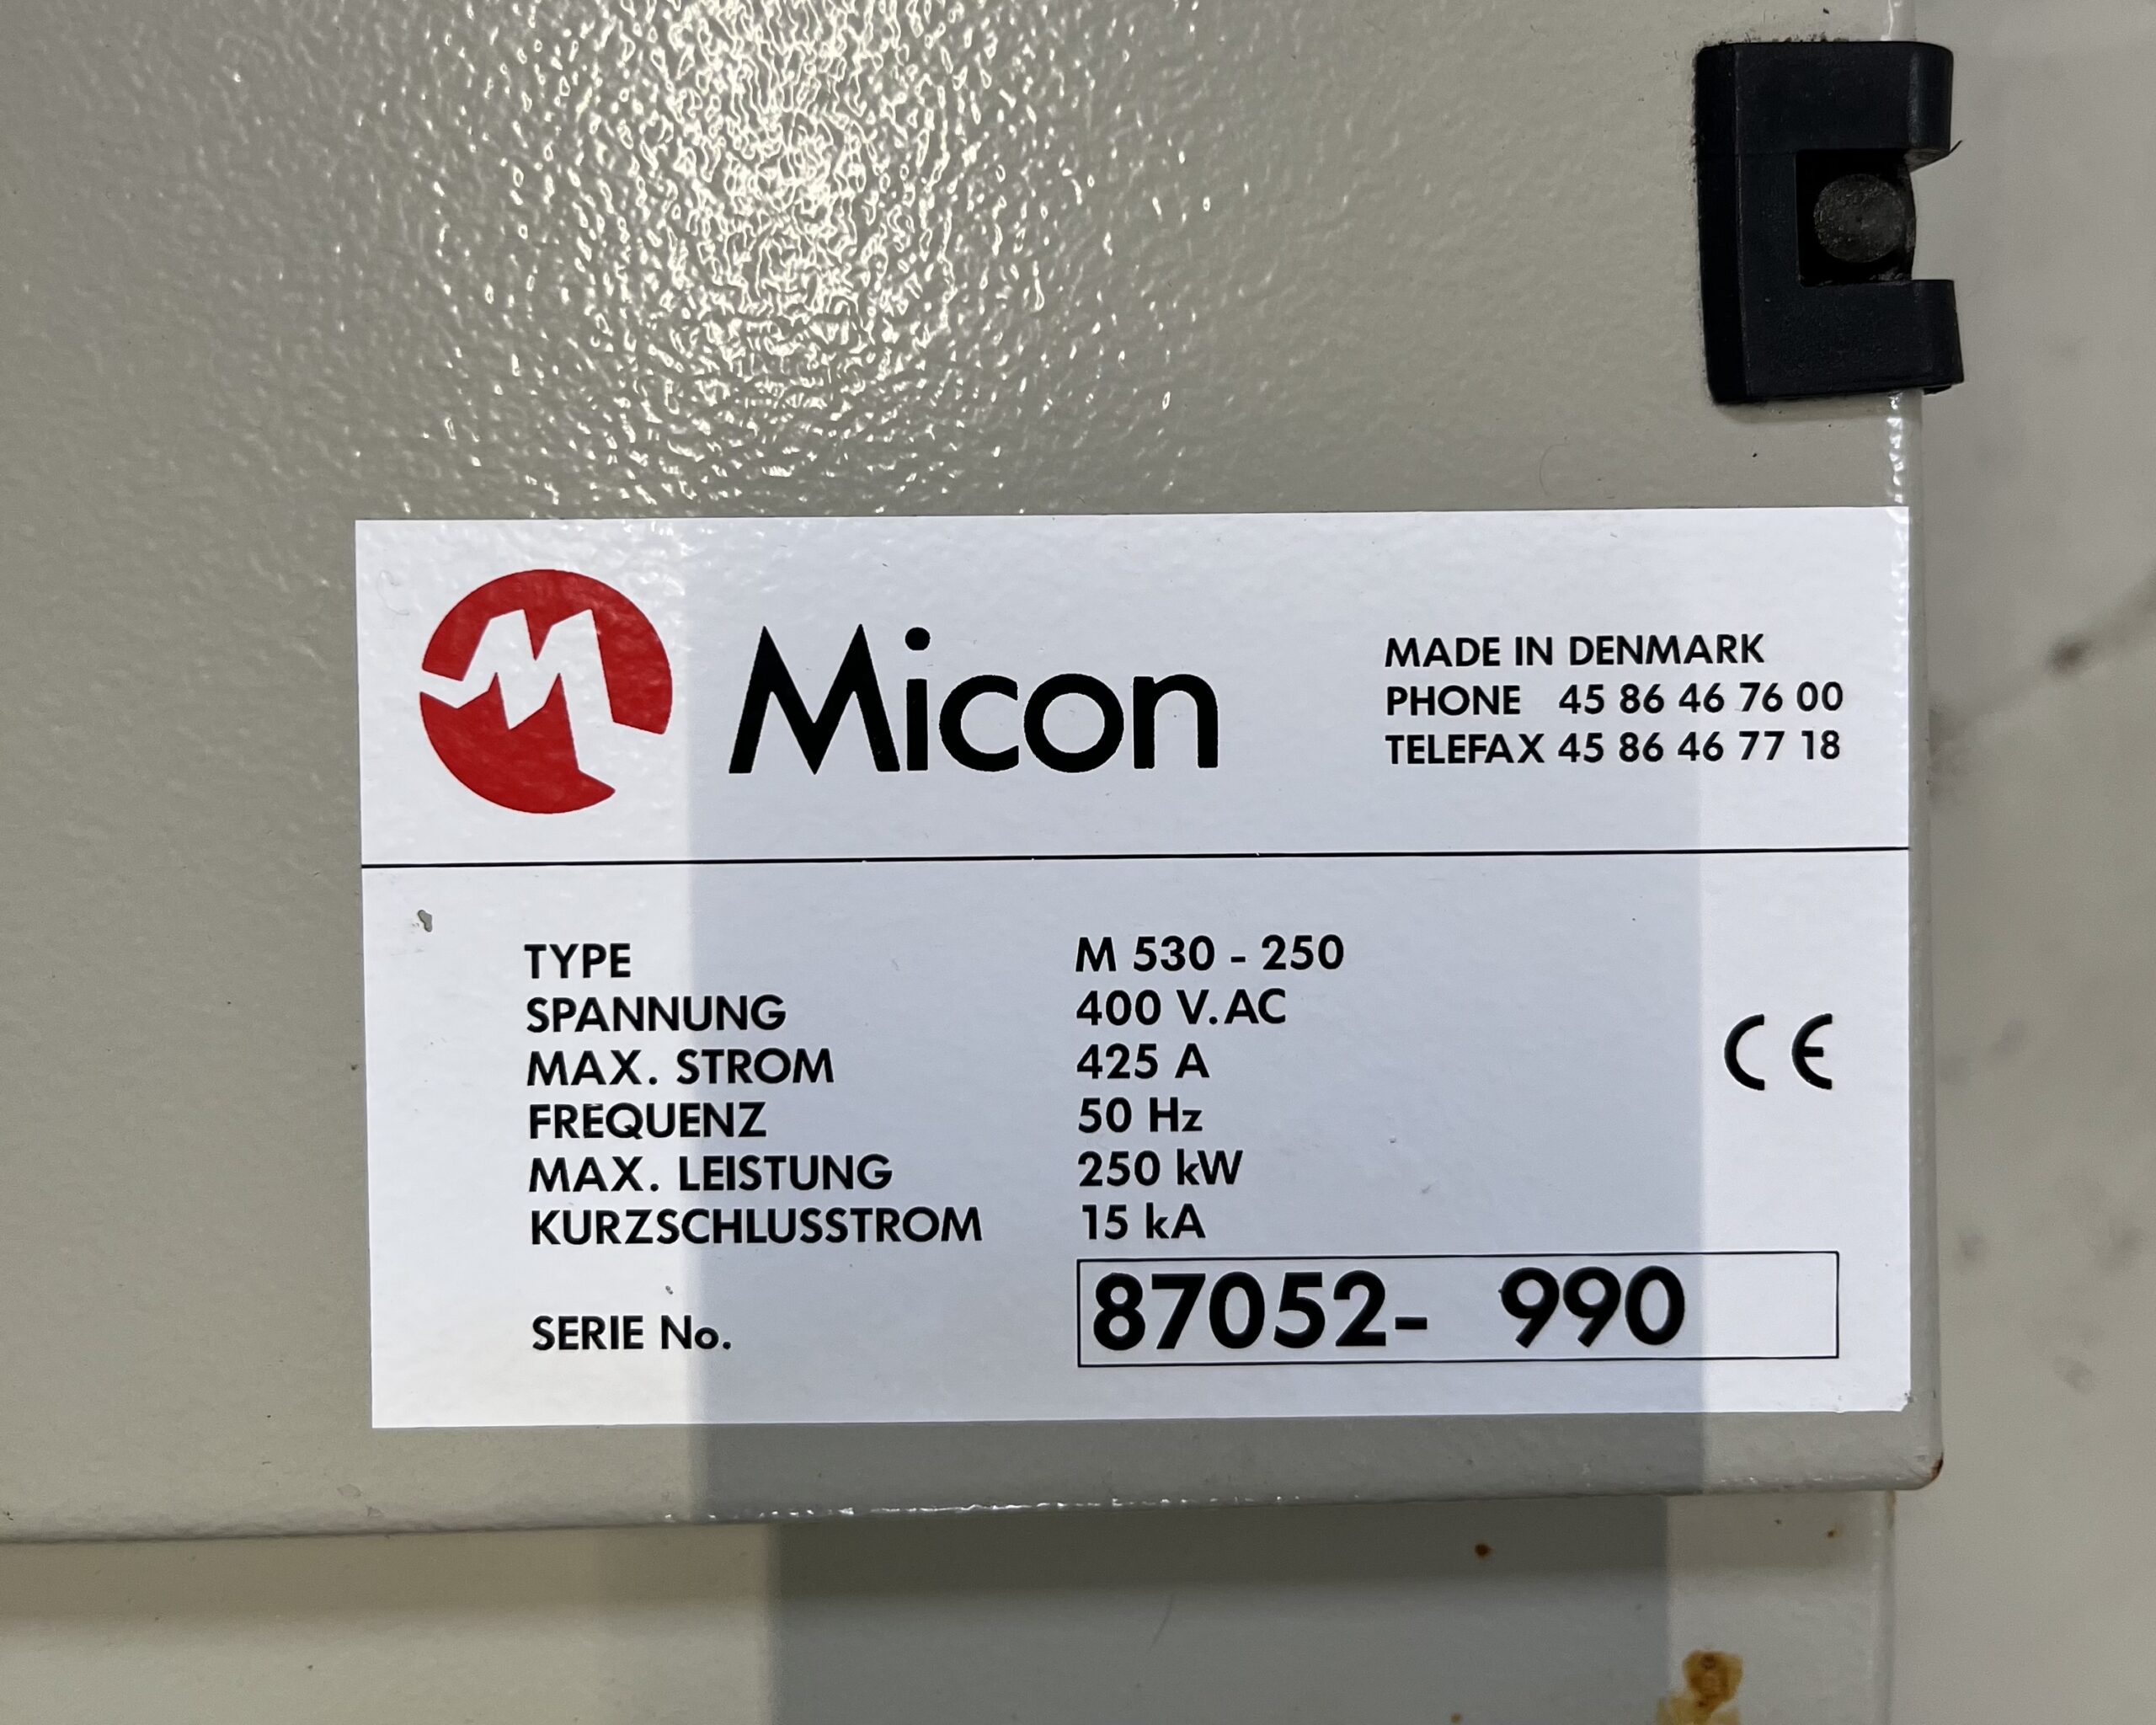 Micon
MADE IN DENMARK
PHONE 45 86 46 76 00
TELEFAX 45 86 46 77 18
TYPE M 530 - 250
SPANNUNG 400 V.AC
MAX. STROM 425 A
FREQUENZ 50 Hz
MAX. LEISTUNG 250 kW
KURZSCHLUSSTROM 15 kA
CE
SERIE No. 87052- 990